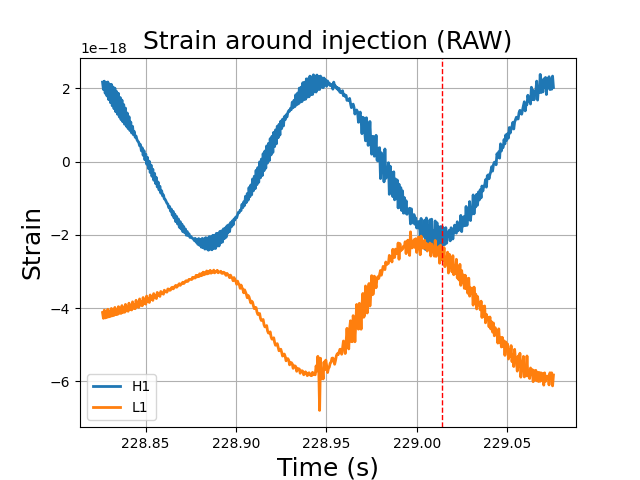 Strain around injection (RAW)
1e−18
2
0
−2
−4
−6
Strain
H1
L1
228.85 228.90 228.95 229.00 229.05
Time (s)